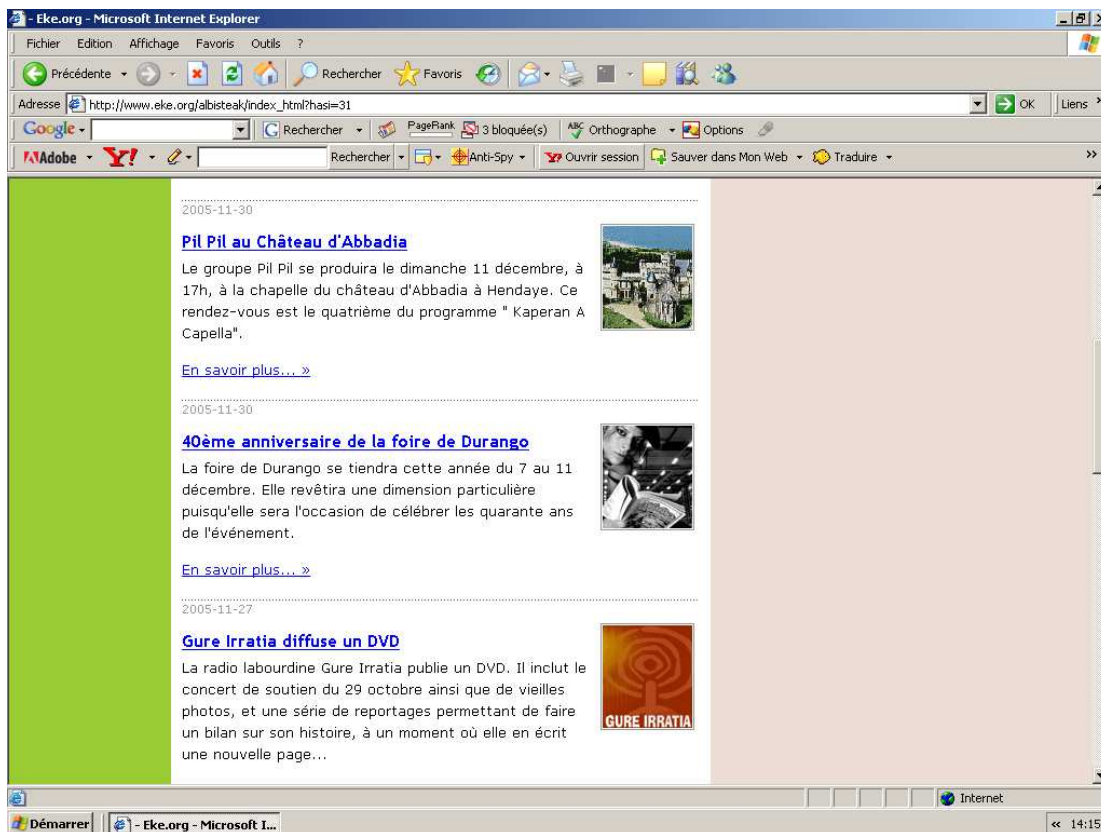 - Eke.org - Microsoft Internet Explorer
Fichier Edition Affichage Favoris Outils ?
Précédente Rechercher Favoris
Adresse http://www.eke.org/albisteak/index_html?hasi=31 OK Liens
Google Rechercher PageRank 3 bloquée(s) ABC Orthographe Options
Adobe Y! Rechercher Anti-Spy Ouvrir session Sauver dans Mon Web Traduire »
2005-11-30
Pil Pil au Château d'Abbadia
Le groupe Pil Pil se produira le dimanche 11 décembre, à
17h, à la chapelle du château d'Abbadia à Hendaye. Ce
rendez-vous est le quatrième du programme " Kaperan A
Capella".
En savoir plus... »
2005-11-30
40ème anniversaire de la foire de Durango
La foire de Durango se tiendra cette année du 7 au 11
décembre. Elle revêtira une dimension particulière
puisqu'elle sera l'occasion de célébrer les quarante ans
de l'événement.
En savoir plus... »
2005-11-27
Gure Irratia diffuse un DVD
La radio labourdine Gure Irratia publie un DVD. Il inclut le
concert de soutien du 29 octobre ainsi que de vieilles
photos, et une série de reportages permettant de faire
un bilan sur son histoire, à un moment où elle en écrit
une nouvelle page...
GURE IRRATIA
Internet
Démarrer - Eke.org - Microsoft I... « 14:15